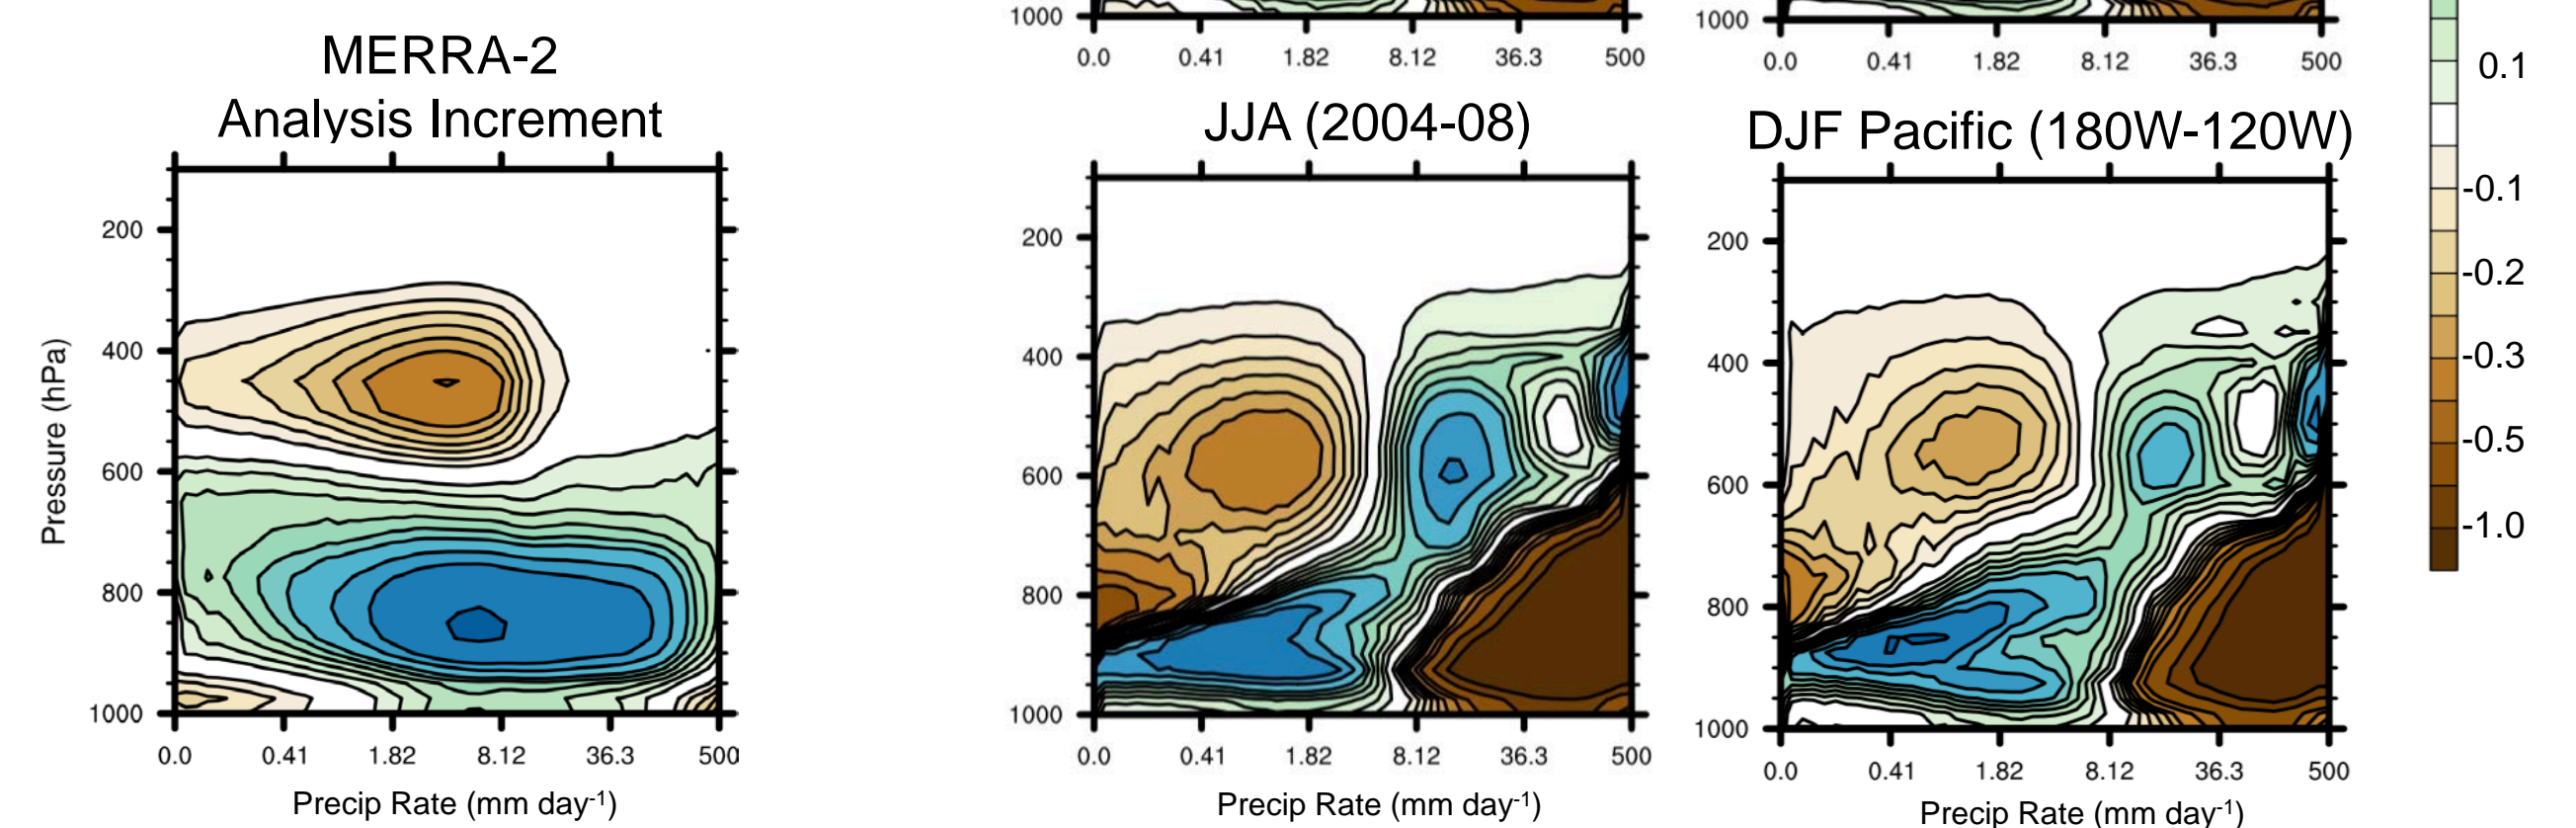 1000
0.0 0.41 1.82 8.12 36.3 500
1000
0.0 0.41 1.82 8.12 36.3 500
0.1
-0.1
-0.2
-0.3
-0.5
-1.0
MERRA-2
Analysis Increment
Pressure (hPa)
200
400
600
800
1000
0.0 0.41 1.82 8.12 36.3 500
Precip Rate (mm day-1)
JJA (2004-08)
200
400
600
800
1000
0.0 0.41 1.82 8.12 36.3 500
Precip Rate (mm day-1)
DJF Pacific (180W-120W)
200
400
600
800
1000
0.0 0.41 1.82 8.12 36.3 500
Precip Rate (mm day-1)